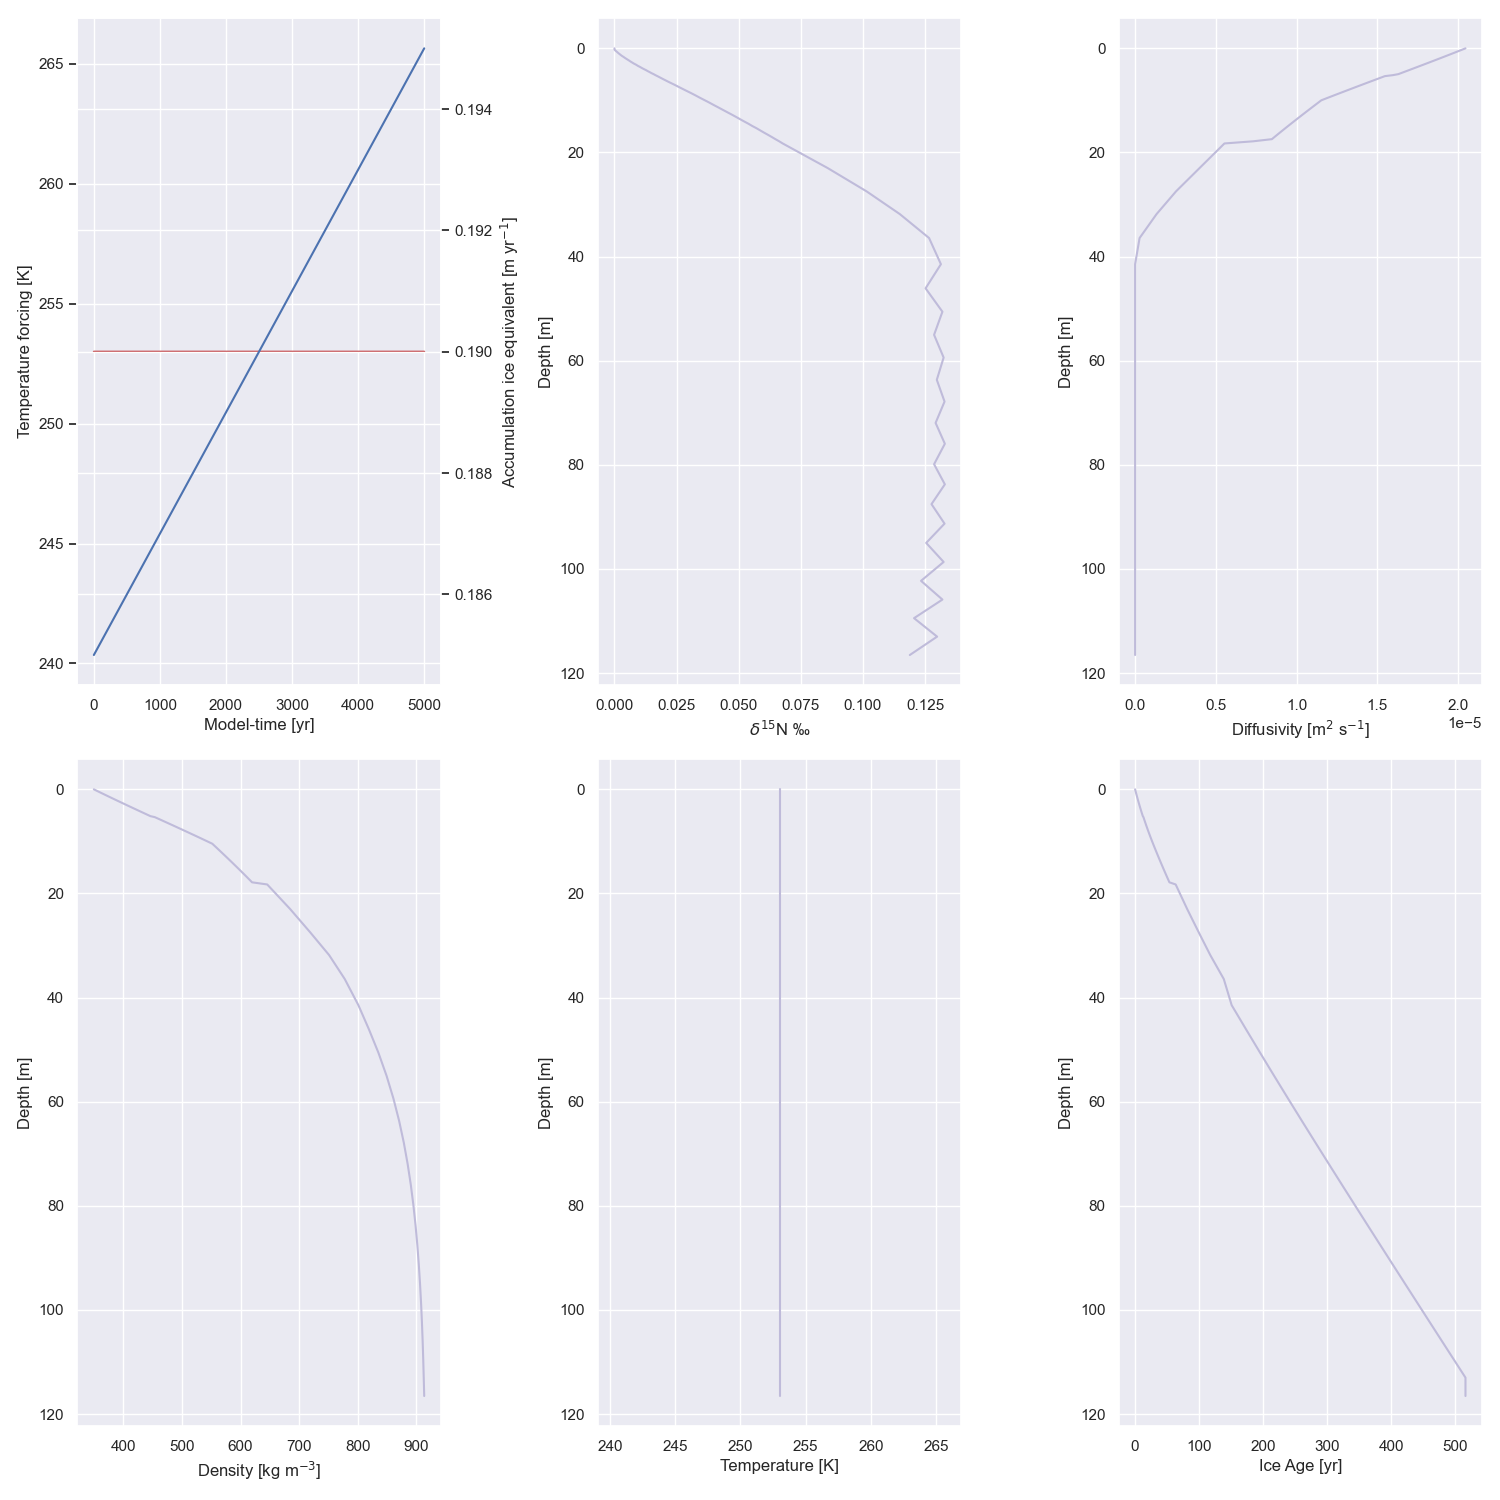 Temperature forcing [K]
265
260
255
250
245
240
0 1000 2000 3000 4000 5000
Model-time [yr]
0.194
0.192
0.190
0.188
0.186
Accumulation ice equivalent [m yr⁻¹]
Depth [m]
0
20
40
60
80
100
120
0.000 0.025 0.050 0.075 0.100 0.125
δ¹⁵N ‰
Depth [m]
0
20
40
60
80
100
120
0.0 0.5 1.0 1.5 2.0
1e−5
Diffusivity [m² s⁻¹]
Depth [m]
0
20
40
60
80
100
120
400 500 600 700 800 900
Density [kg m⁻³]
Depth [m]
0
20
40
60
80
100
120
240 245 250 255 260 265
Temperature [K]
Depth [m]
0
20
40
60
80
100
120
0 100 200 300 400 500
Ice Age [yr]